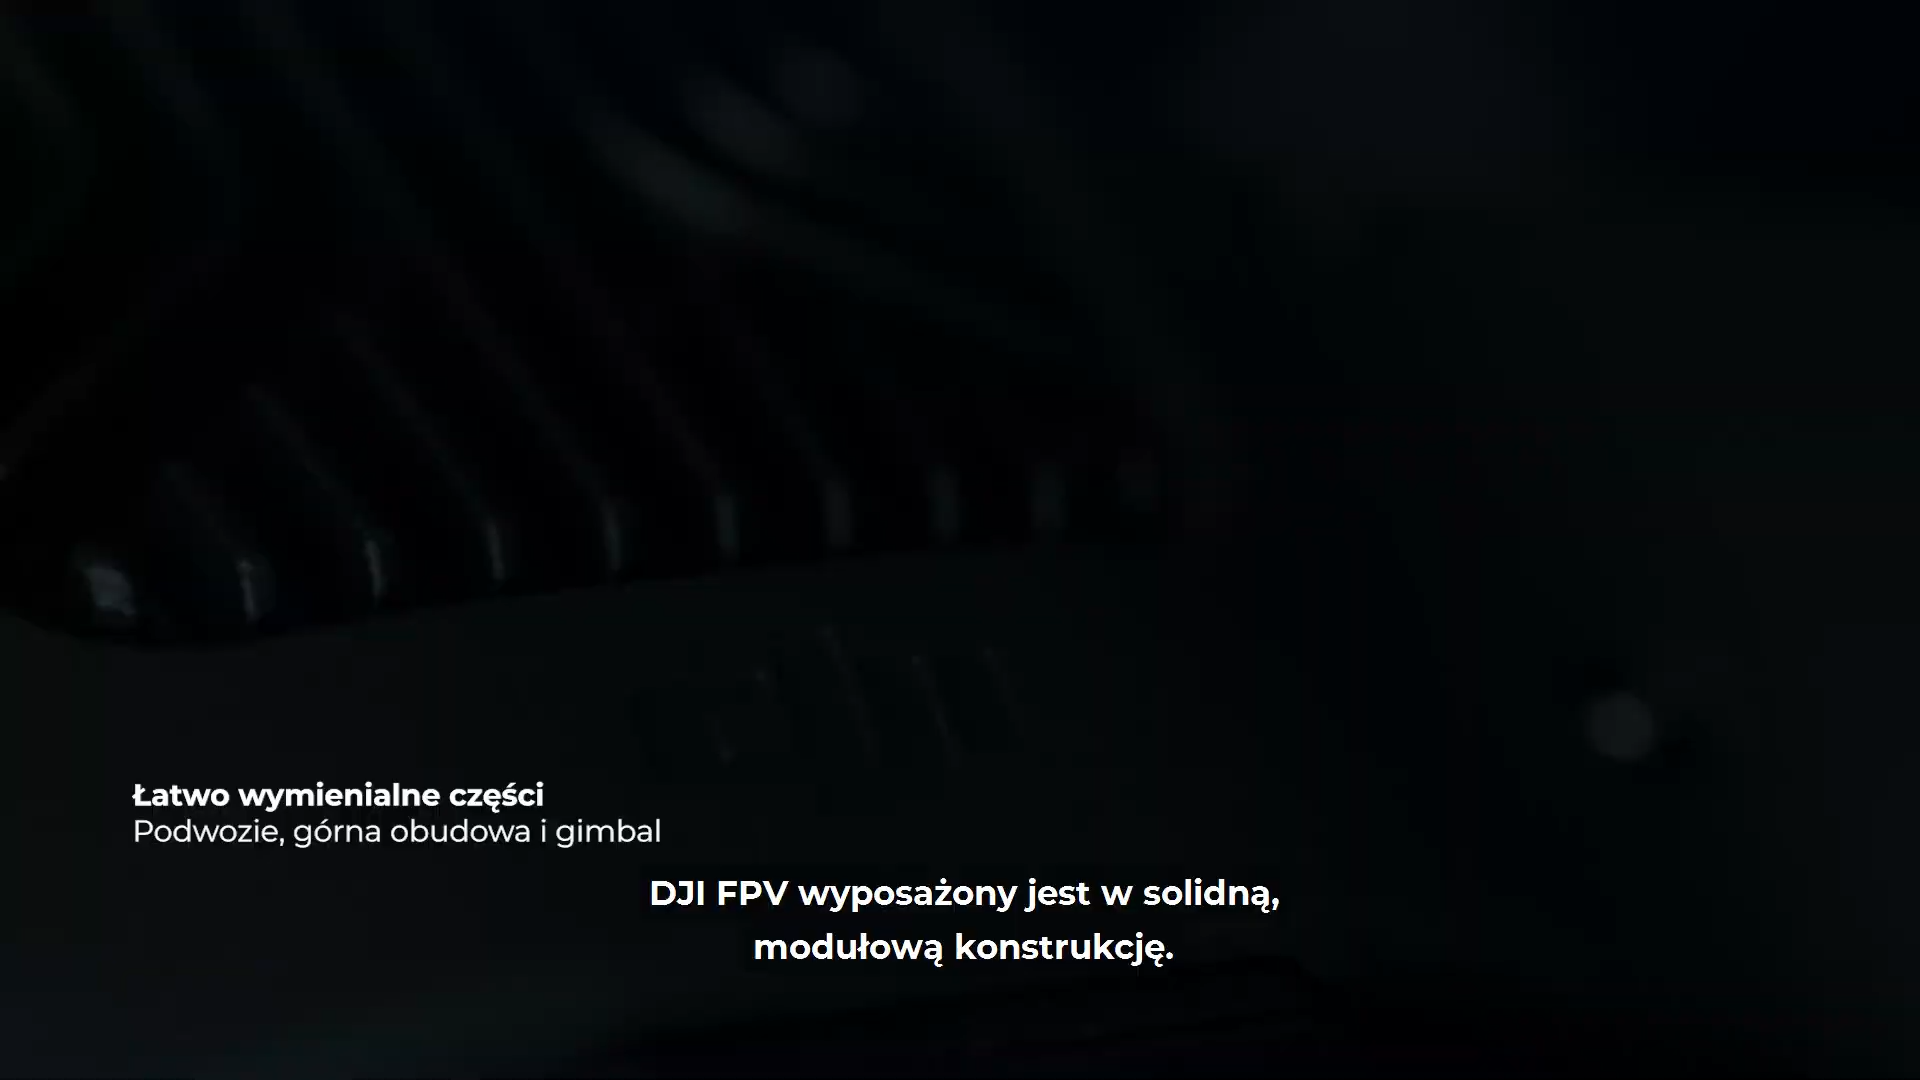 Łatwo wymienialne części
Podwozie, górna obudowa i gimbal
DJI FPV wyposażony jest w solidną,
modułową konstrukcję.